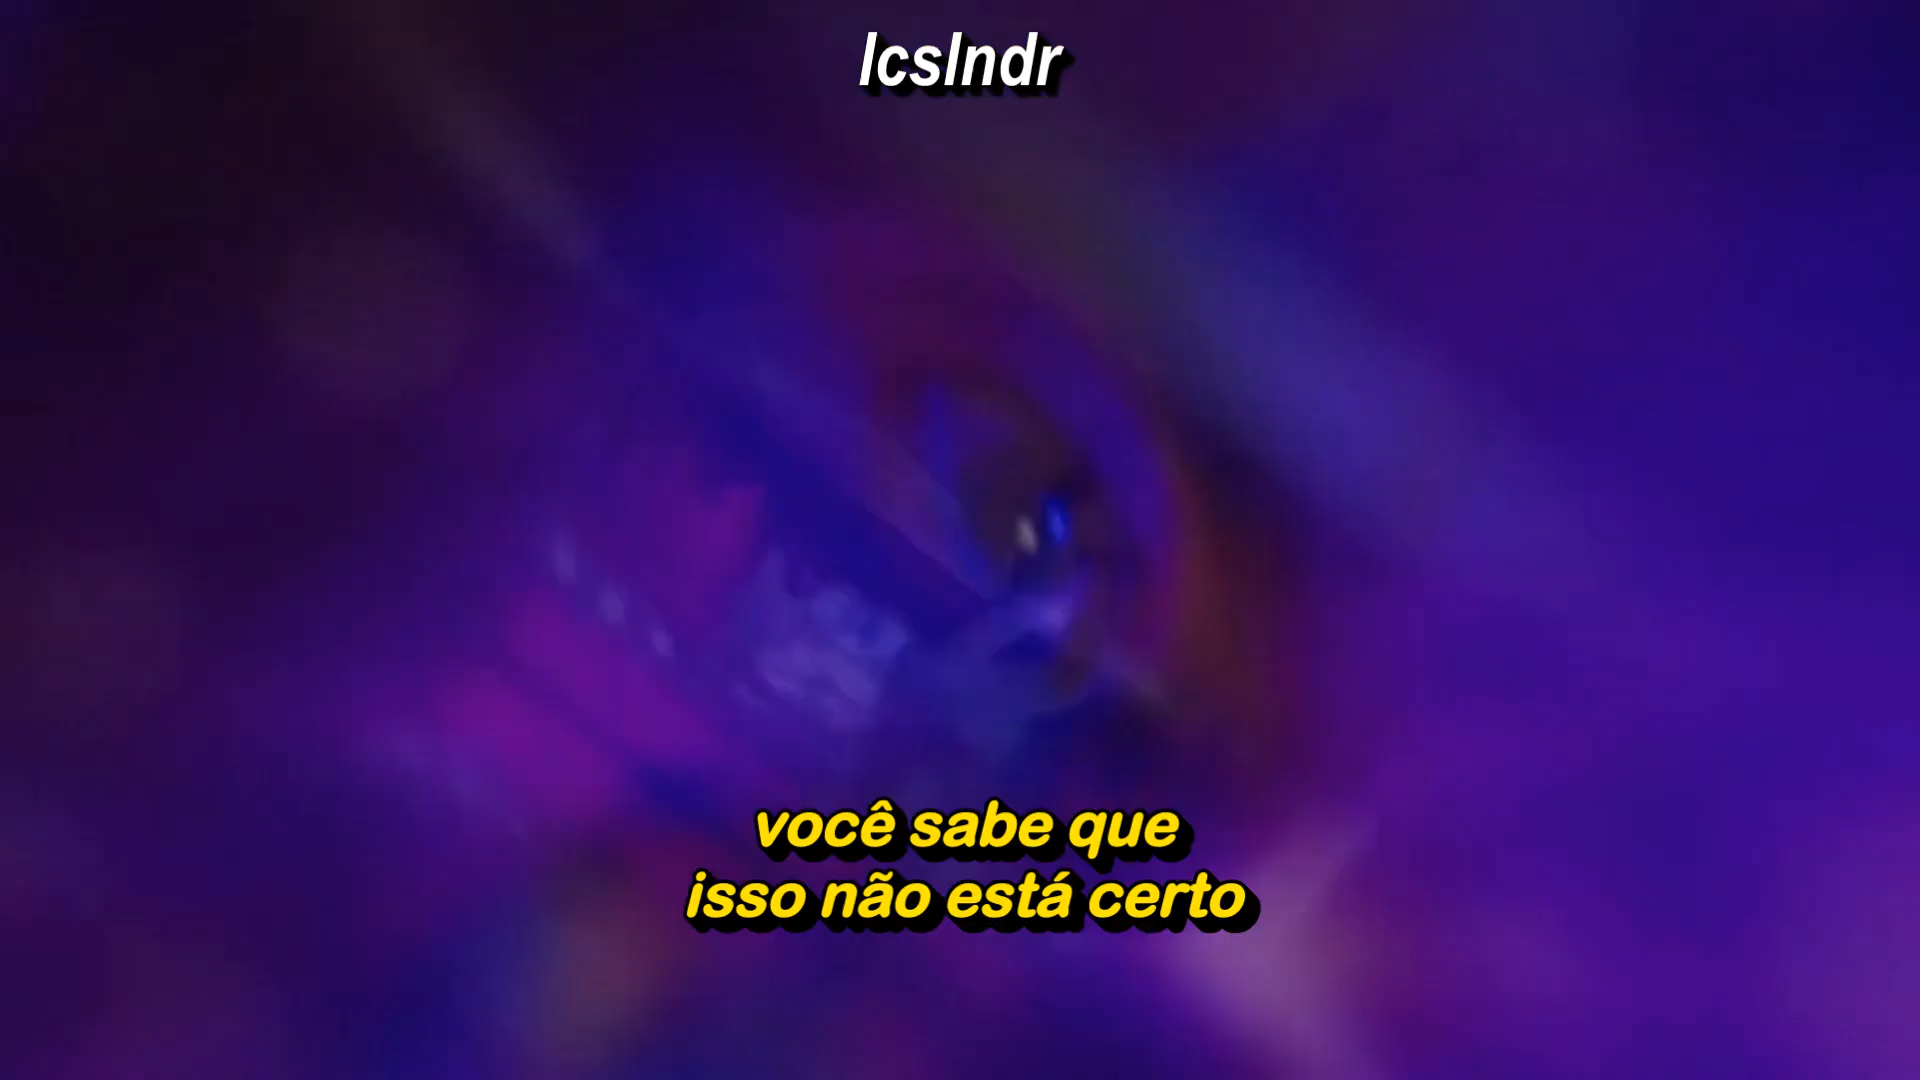 lcslndr
você sabe que
isso não está certo